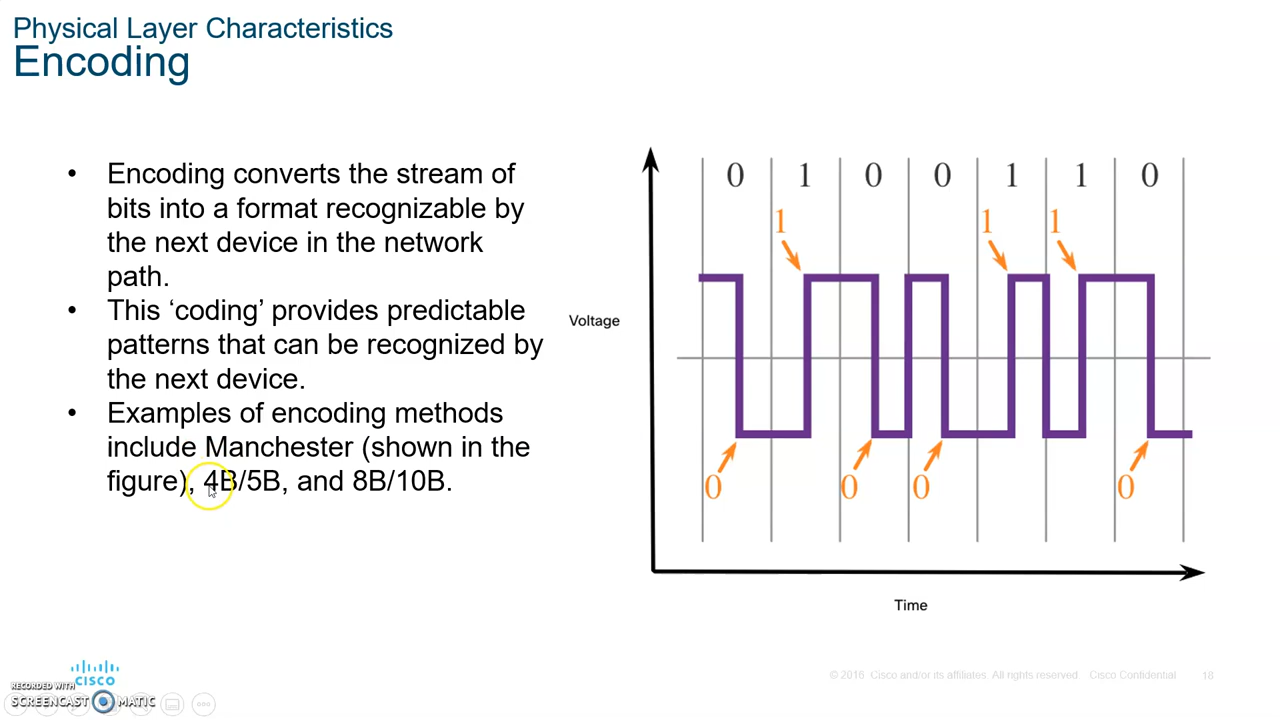 Physical Layer Characteristics
Encoding
• Encoding converts the stream of
bits into a format recognizable by
the next device in the network
path.
• This ‘coding’ provides predictable
patterns that can be recognized by
the next device.
• Examples of encoding methods
include Manchester (shown in the
figure), 4B/5B, and 8B/10B.
0 1 0 0 1 1 0
1 1 1
Voltage
0 0 0 0
Time
CISCO
RECORDED WITH
SCREENCAST MATIC
© 2016 Cisco and/or its affiliates. All rights reserved. Cisco Confidential 18